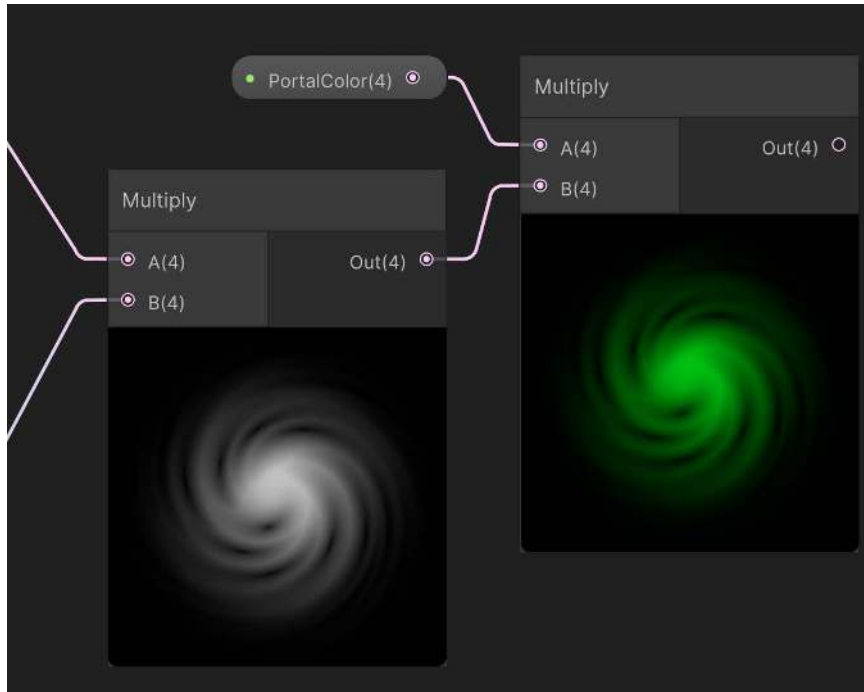 PortalColor(4)
Multiply
A(4)
Out(4)
B(4)
Multiply
A(4)
Out(4)
B(4)